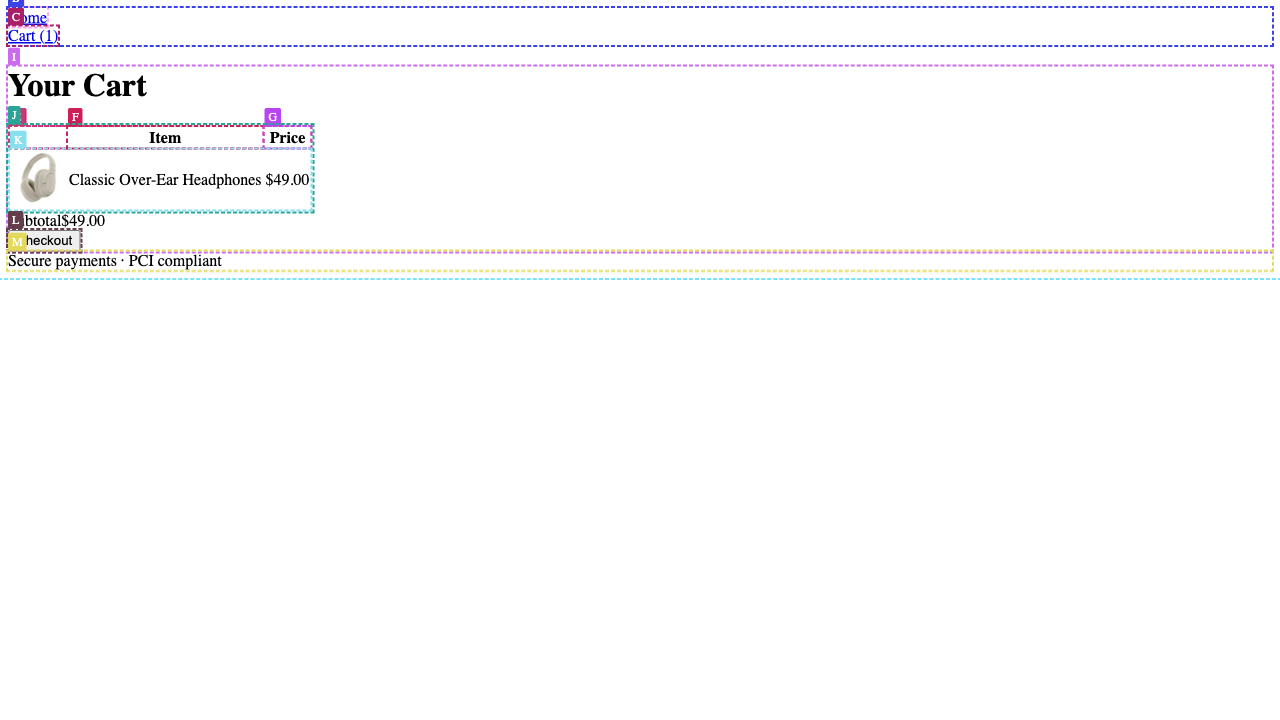 C ome
Cart (1)
I
Your Cart
J F G
Item Price
K
Classic Over-Ear Headphones $49.00
L btotal$49.00
M heckout
Secure payments · PCI compliant